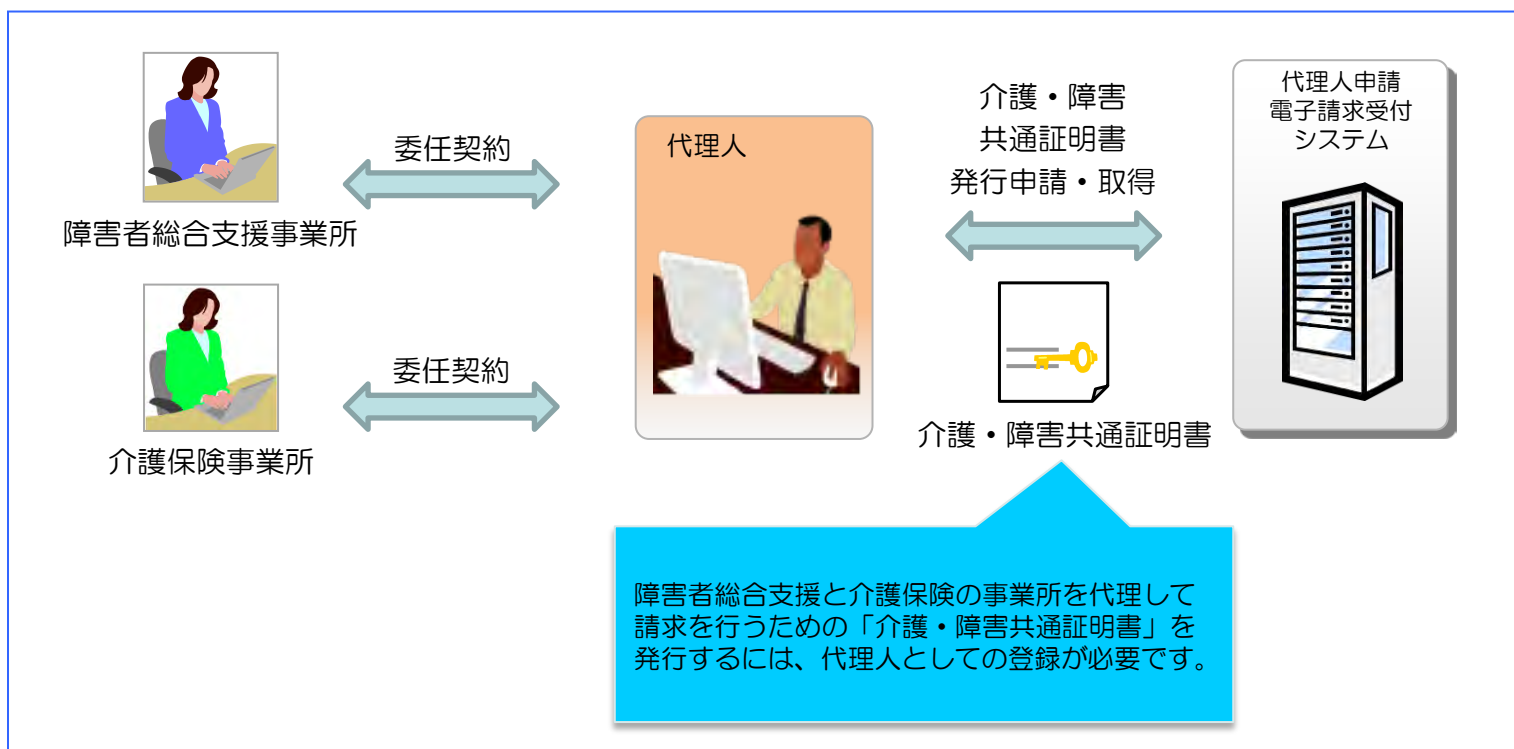 委任契約
障害者総合支援事業所
委任契約
介護保険事業所
代理人
介護・障害
共通証明書
発行申請・取得
介護・障害共通証明書
代理人申請
電子請求受付
システム
障害者総合支援と介護保険の事業所を代理して
請求を行うための「介護・障害共通証明書」を
発行するには、代理人としての登録が必要です。